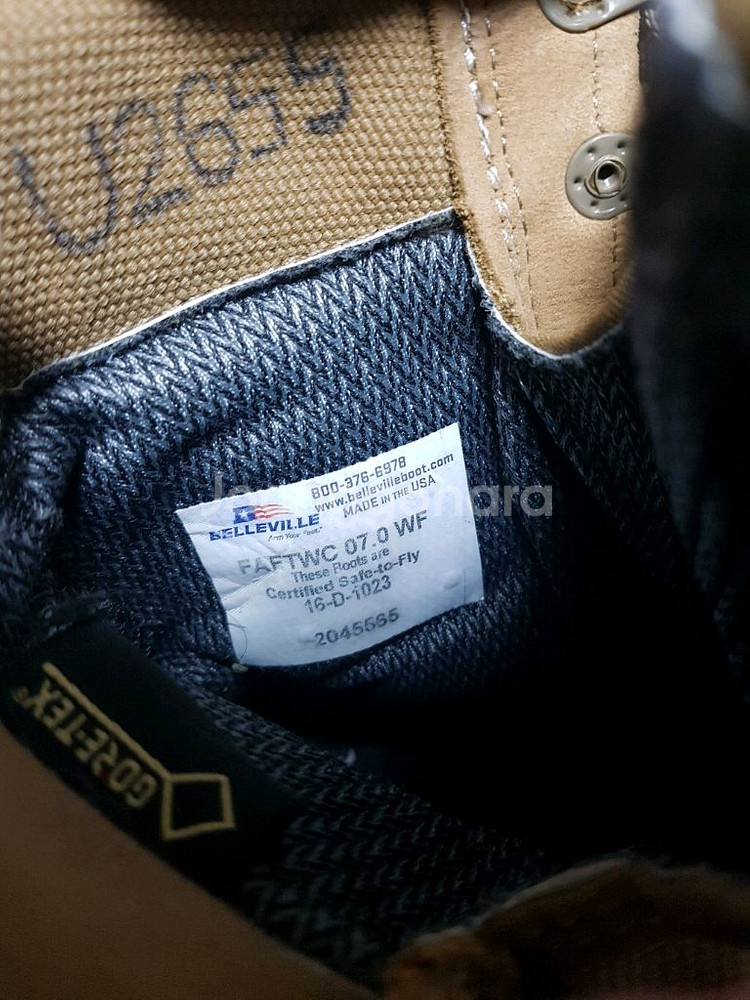 U2655
800-376-6978
www.bellevilleboot.com
MADE IN THE USA
BELLEVILLE
Arm Your Feet
FAFTWC 07.0 WF
These Boots are
Certified Safe-to-Fly
16-D-1023
2045565
GORE-TEX